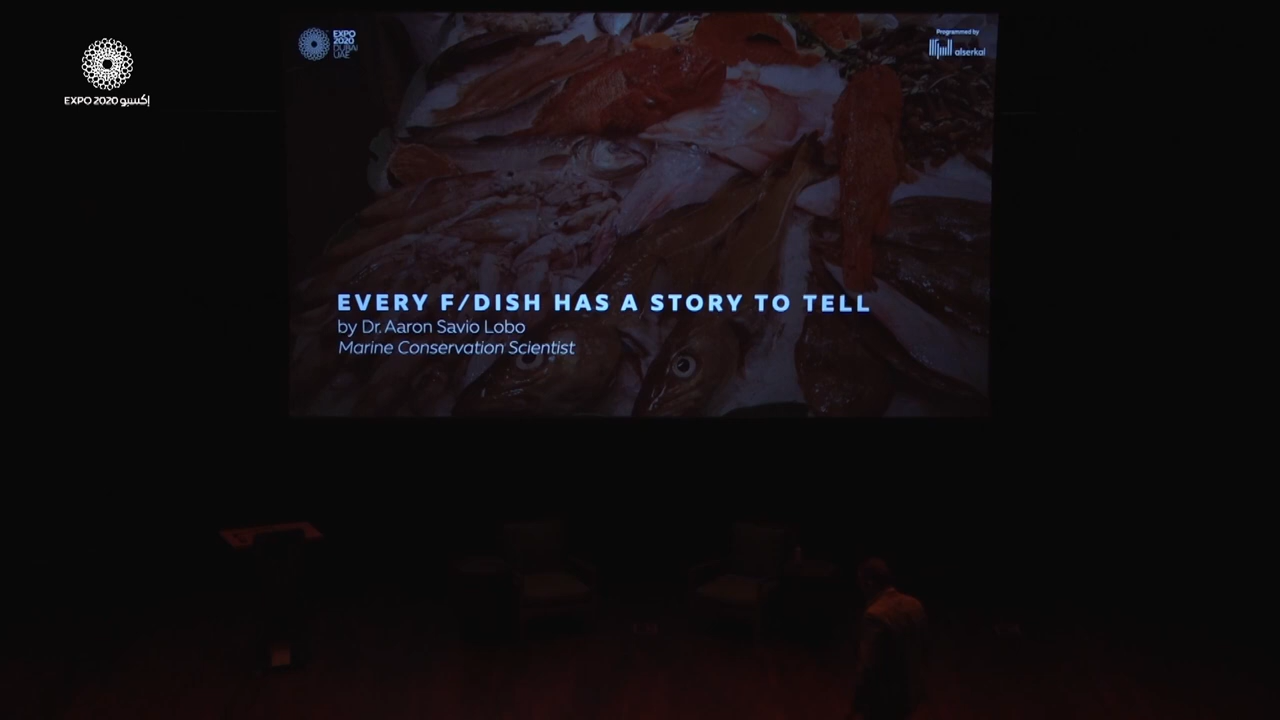 EXPO 2020 إكسبو
EXPO
2020
DUBAI
UAE
Programmed by
alserkal
EVERY F/DISH HAS A STORY TO TELL
by Dr. Aaron Savio Lobo
Marine Conservation Scientist